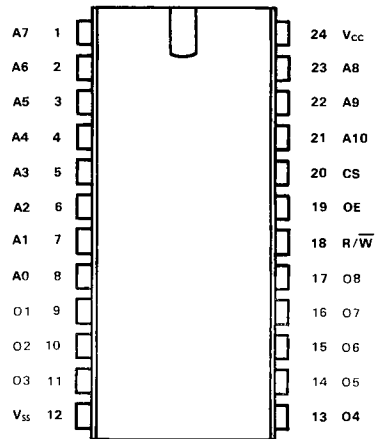 A7 1 24 Vcc
A6 2 23 A8
A5 3 22 A9
A4 4 21 A10
A3 5 20 CS
A2 6 19 OE
A1 7 18 R/W̅
A0 8 17 O8
O1 9 16 O7
O2 10 15 O6
O3 11 14 O5
Vss 12 13 O4